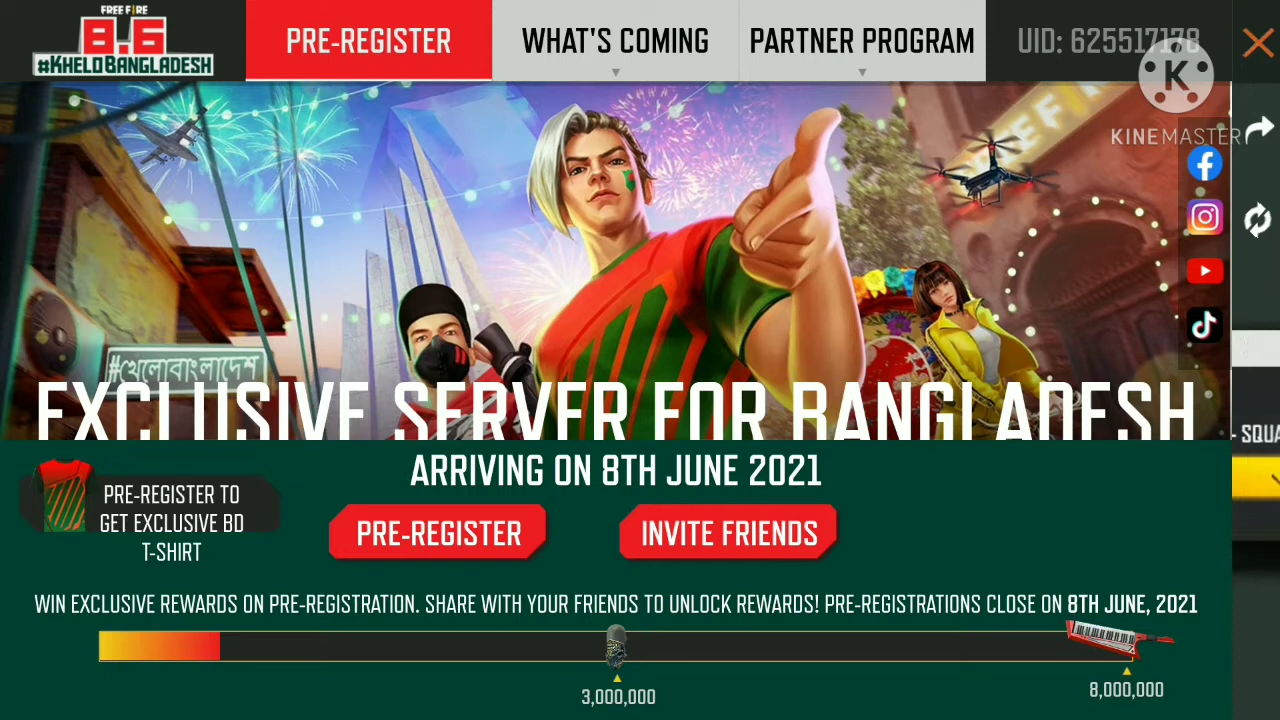 FREE FIRE
8.6
#KHELOBANGLADESH
PRE-REGISTER
WHAT'S COMING
PARTNER PROGRAM
UID: 625517178
K
KINEMASTER
#খেলোবাংলাদেশ
EXCLUSIVE SERVER FOR BANGLADESH
ARRIVING ON 8TH JUNE 2021
PRE-REGISTER TO
GET EXCLUSIVE BD
T-SHIRT
PRE-REGISTER
INVITE FRIENDS
WIN EXCLUSIVE REWARDS ON PRE-REGISTRATION. SHARE WITH YOUR FRIENDS TO UNLOCK REWARDS! PRE-REGISTRATIONS CLOSE ON 8TH JUNE, 2021
3,000,000
8,000,000